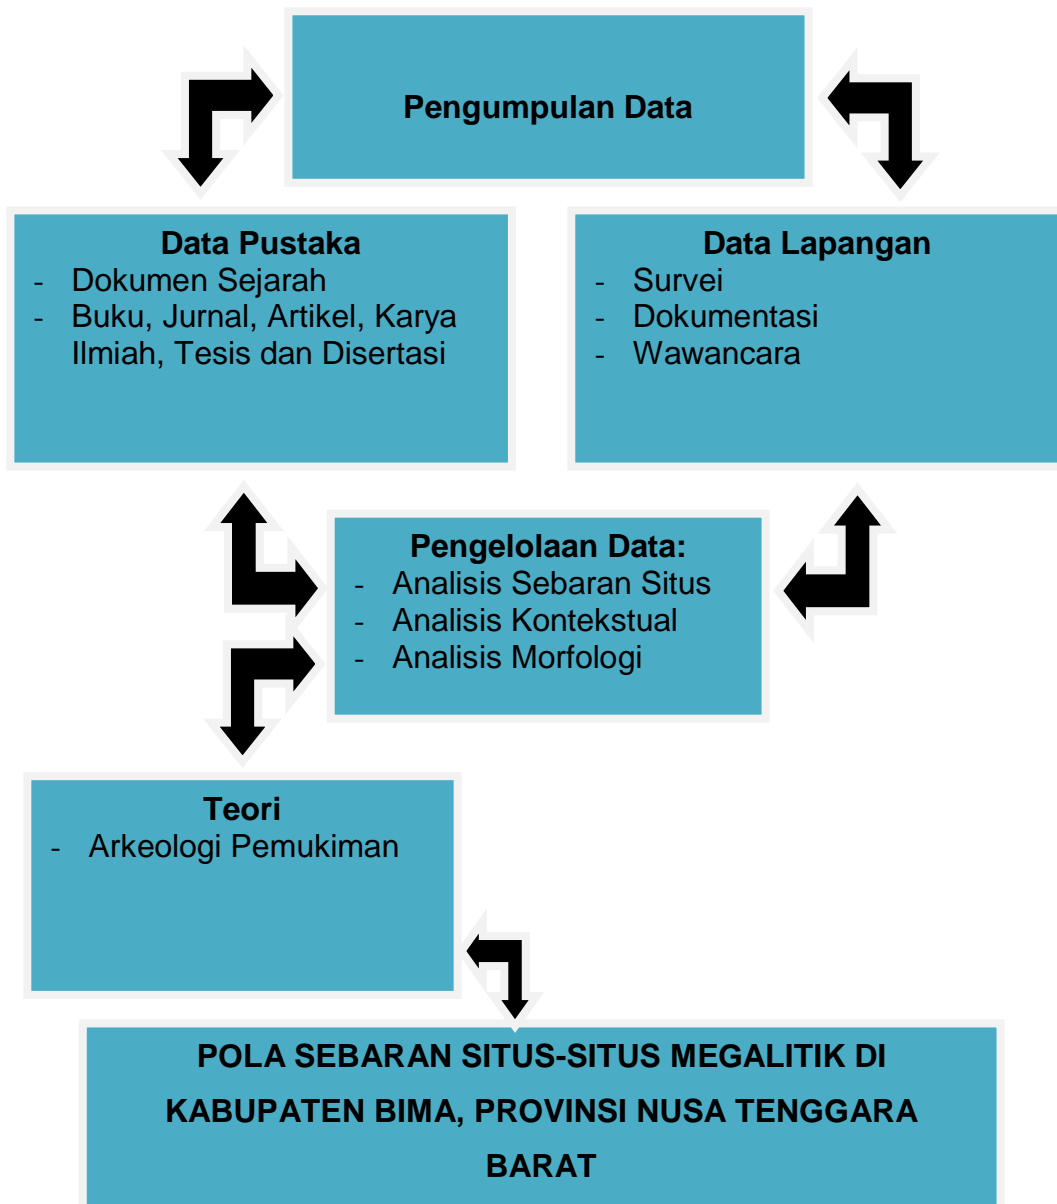 Pengumpulan Data
Data Pustaka
- Dokumen Sejarah
- Buku, Jurnal, Artikel, Karya
Ilmiah, Tesis dan Disertasi
Data Lapangan
- Survei
- Dokumentasi
- Wawancara
Pengelolaan Data:
- Analisis Sebaran Situs
- Analisis Kontekstual
- Analisis Morfologi
Teori
- Arkeologi Pemukiman
POLA SEBARAN SITUS-SITUS MEGALITIK DI
KABUPATEN BIMA, PROVINSI NUSA TENGGARA
BARAT